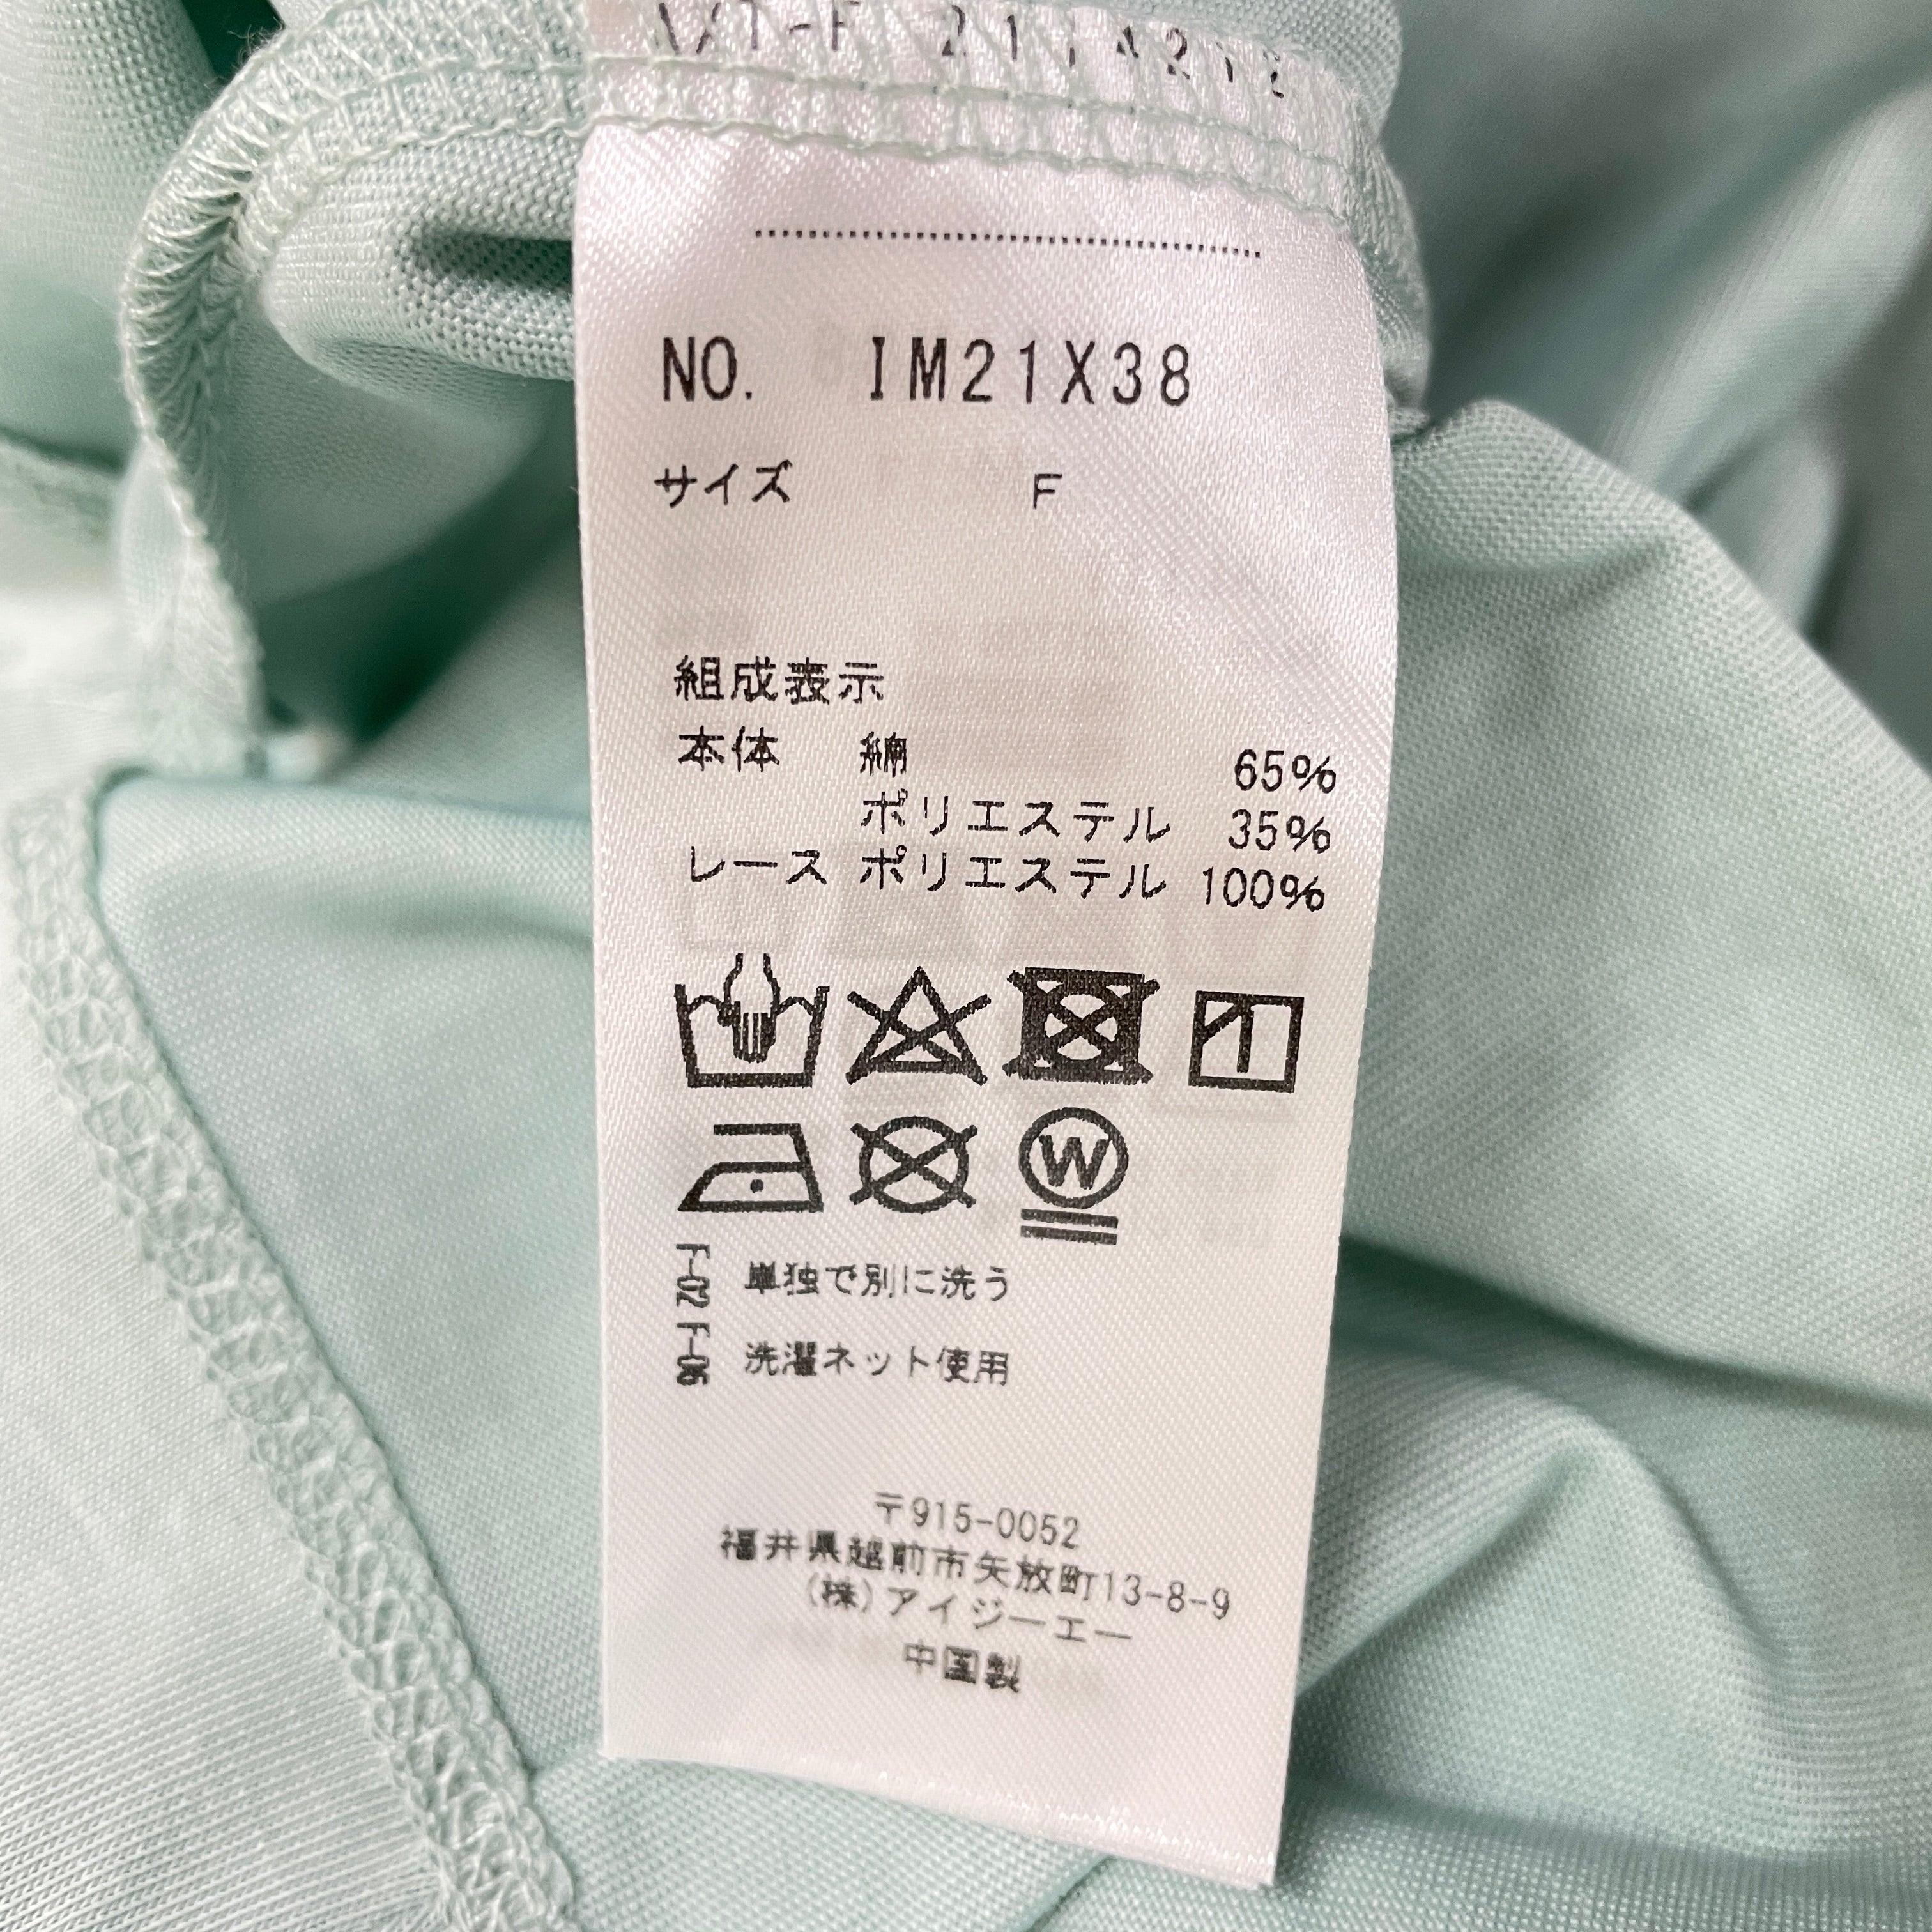 NO. IM21X38
サイズ F
組成表示
本体 綿 65%
ポリエステル 35%
レース ポリエステル 100%
W
F-02 単独で別に洗う
F-06 洗濯ネット使用
〒915-0052
福井県越前市矢放町13-8-9
(株)アイジーエー
中国製